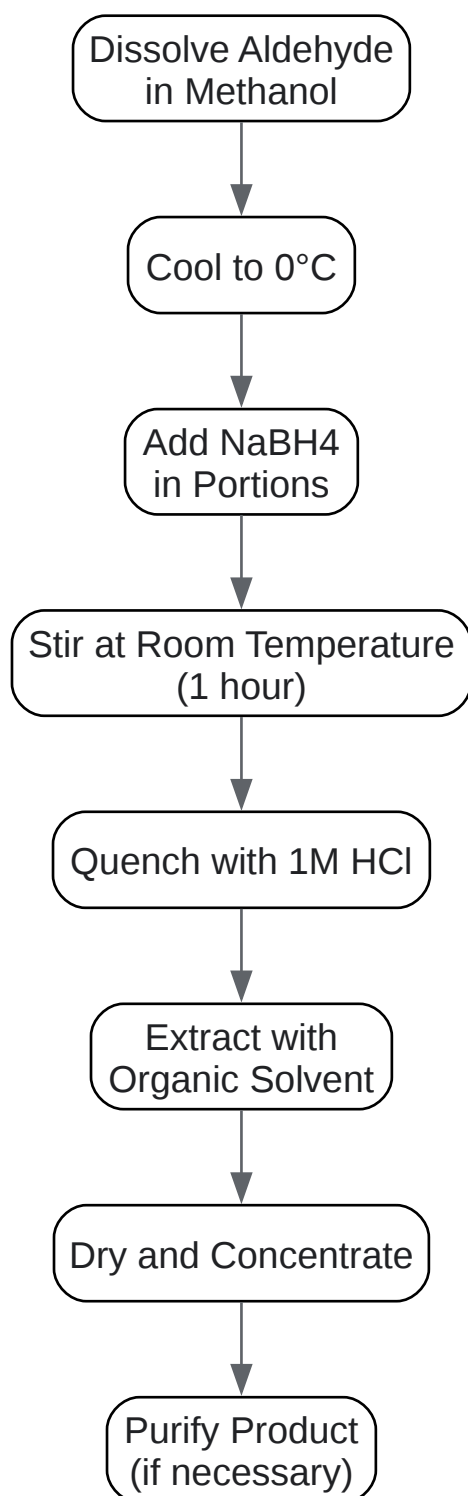 Dissolve Aldehyde
in Methanol
Cool to 0°C
Add NaBH4
in Portions
Stir at Room Temperature
(1 hour)
Quench with 1M HCl
Extract with
Organic Solvent
Dry and Concentrate
Purify Product
(if necessary)